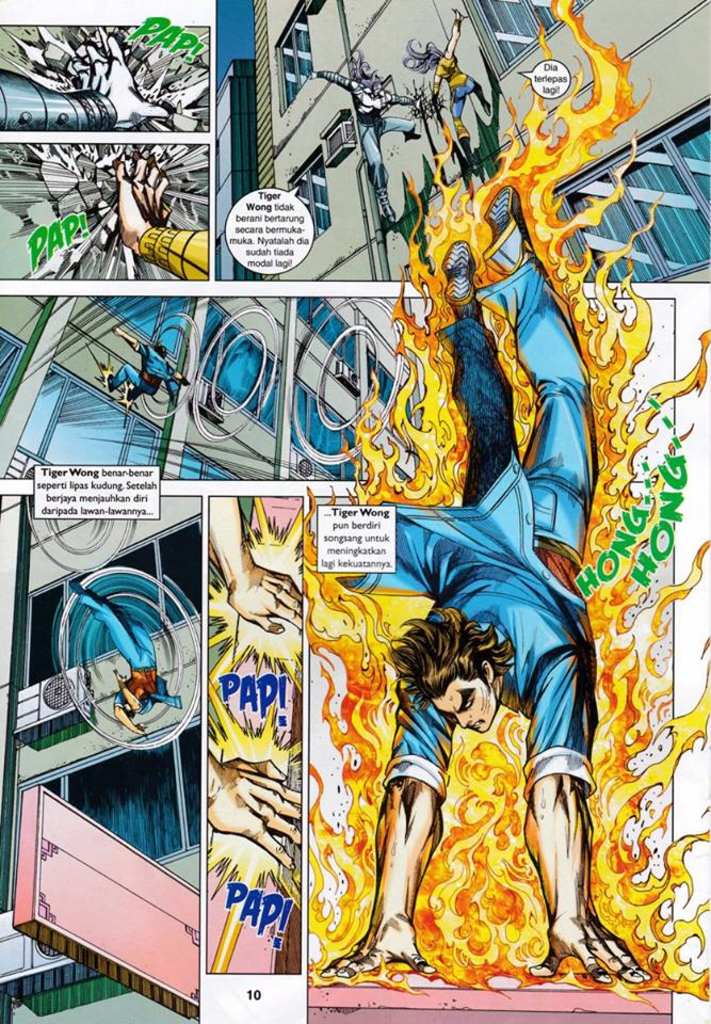 PAP!
PAP!
Dia
terlepas
lagi!
Tiger
Wong tidak
berani bertarung
secara bermuka-
muka. Nyatalah dia
sudah tiada
modal lagi!
Tiger Wong benar-benar
seperti lipas kudung. Setelah
berjaya menjauhkan diri
daripada lawan-lawannya...
...Tiger Wong
pun berdiri
songsang untuk
meningkatkan
lagi kekuatannya.
HONG...
HONG...
PAP!
PAP!
10